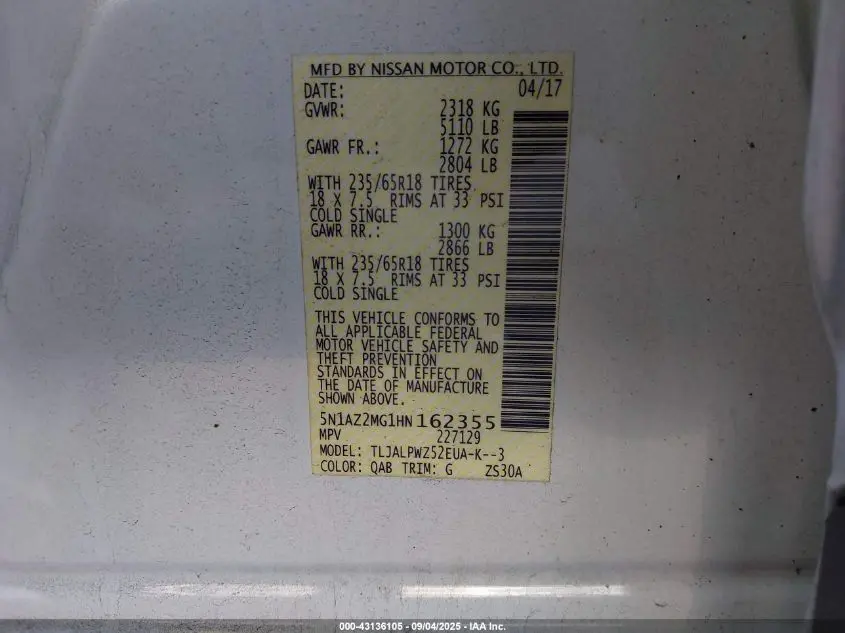 MFD BY NISSAN MOTOR CO., LTD.
DATE: 04/17
GVWR: 2318 KG
5110 LB
GAWR FR.: 1272 KG
2804 LB
WITH 235/65R18 TIRES
18 X 7.5 RIMS AT 33 PSI
COLD SINGLE
GAWR RR.: 1300 KG
2866 LB
WITH 235/65R18 TIRES
18 X 7.5 RIMS AT 33 PSI
COLD SINGLE
THIS VEHICLE CONFORMS TO
ALL APPLICABLE FEDERAL
MOTOR VEHICLE SAFETY AND
THEFT PREVENTION
STANDARDS IN EFFECT ON
THE DATE OF MANUFACTURE
SHOWN ABOVE.
5N1AZ2MG1HN162355
MPV 227129
MODEL: TLJALPWZ52EUA-K--3
COLOR: QAB TRIM: G ZS30A
000-43136105 - 09/04/2025 - IAA Inc.